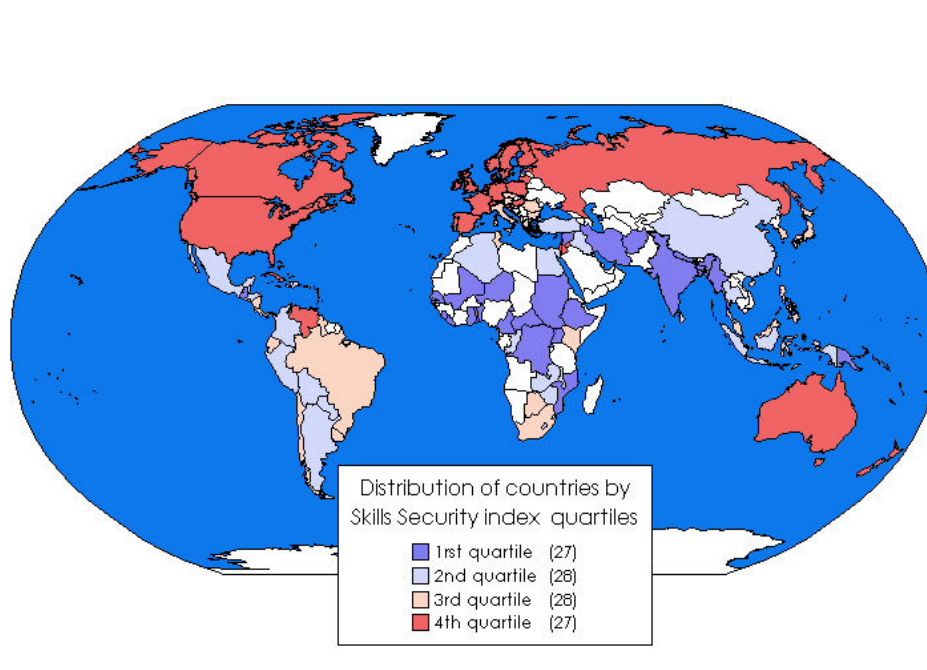 Distribution of countries by
Skills Security index quartiles
1rst quartile (27)
2nd quartile (28)
3rd quartile (28)
4th quartile (27)